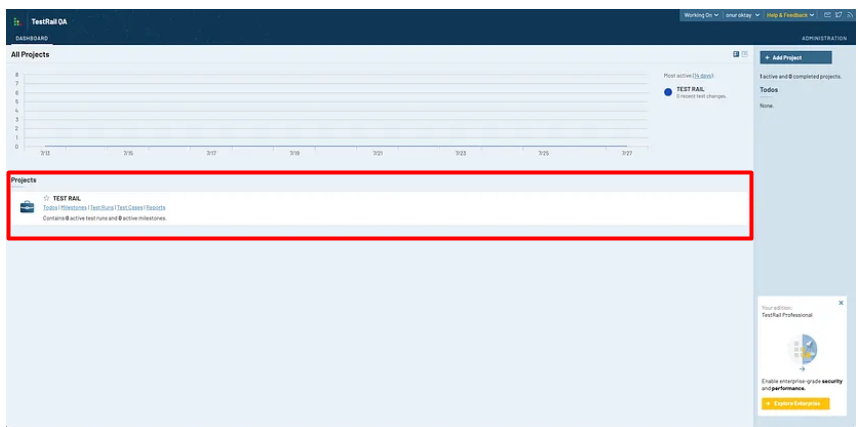 TestRail QA
Working On
onur oktay
Help & Feedback
DASHBOARD
ADMINISTRATION
All Projects
8
7
6
5
4
3
2
1
0
7/13
7/15
7/17
7/19
7/21
7/23
7/25
7/27
Most active (14 days):
TEST RAIL
0 recent test changes.
+ Add Project
1 active and 0 completed projects.
Todos
None.
Projects
TEST RAIL
Todos | Milestones | Test Runs | Test Cases | Reports
Contains 0 active test runs and 0 active milestones.
Your edition:
TestRail Professional
Enable enterprise-grade security
and performance.
Explore Enterprise